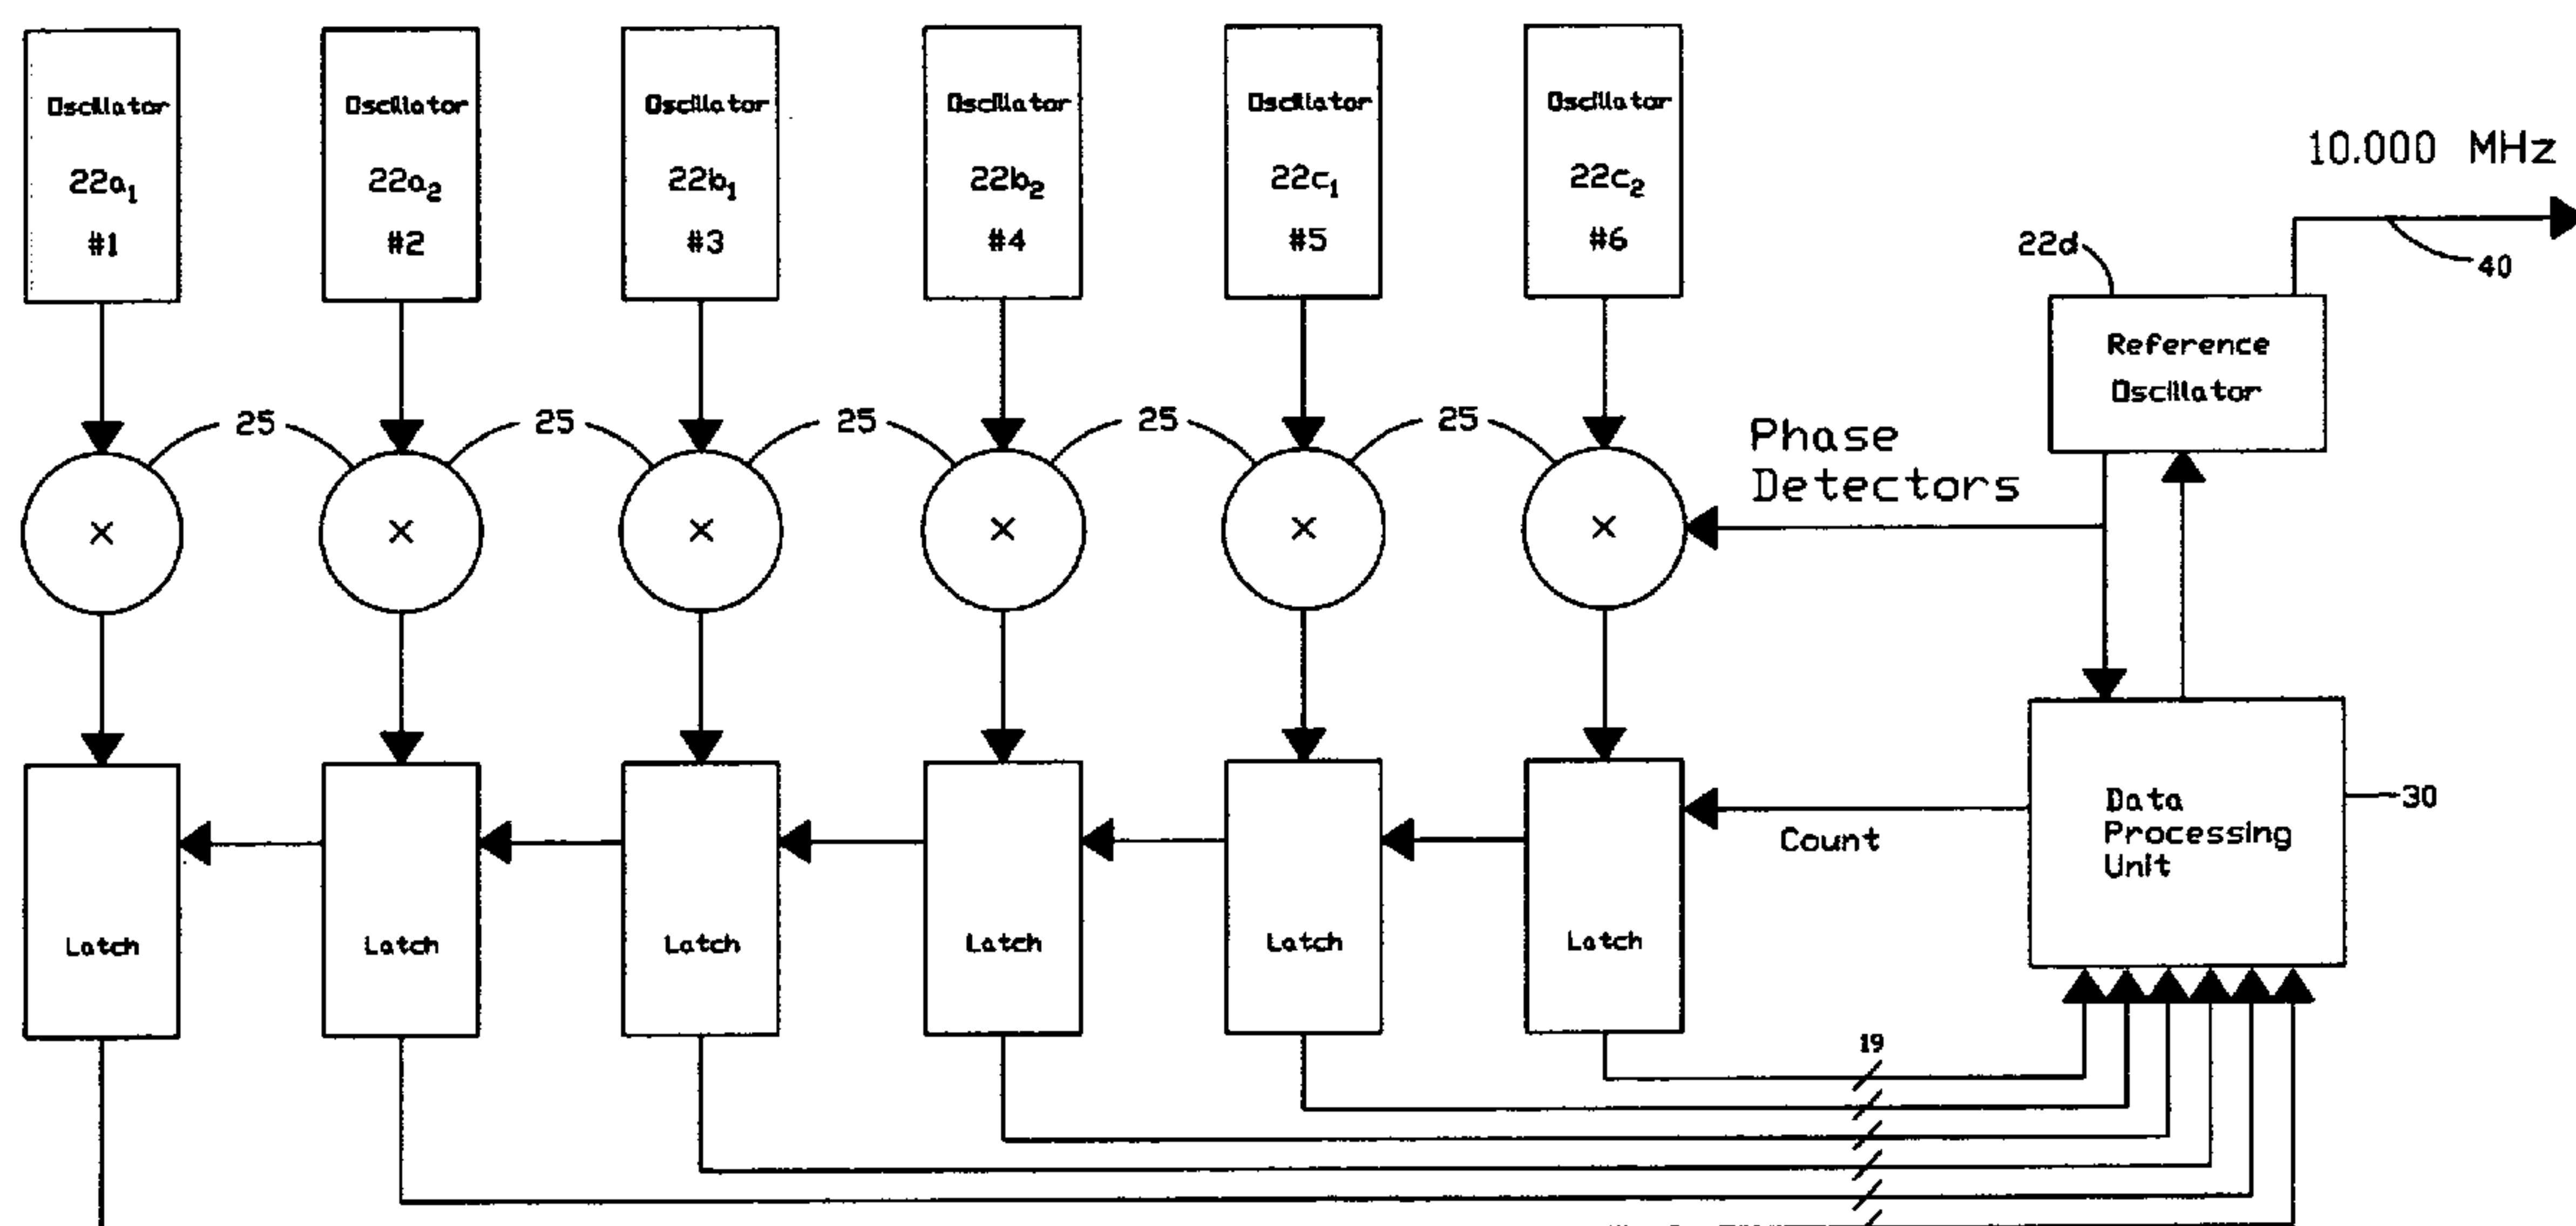 Oscillator Oscillator Oscillator Oscillator Oscillator Oscillator
22a1 22a2 22b1 22b2 22c1 22c2
#1 #2 #3 #4 #5 #6
10.000 MHz
22d
40
Reference
Oscillator
25 25 25 25 25
Phase
Detectors
x x x x x x
Data
Processing
Unit
30
Count
Latch Latch Latch Latch Latch Latch
19